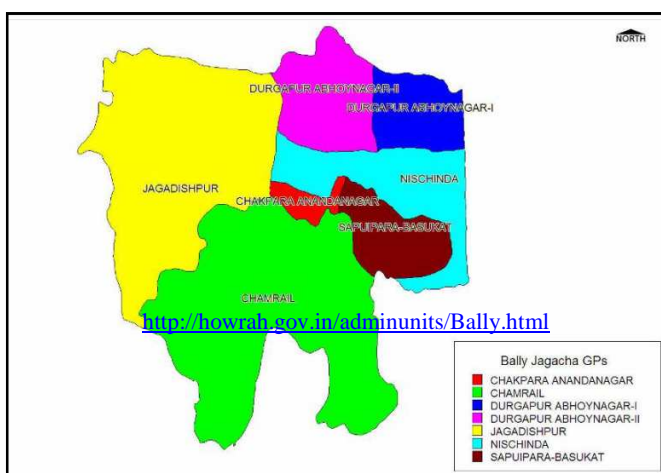 NORTH
DURGAPUR ABHOYNAGAR-II
DURGAPUR ABHOYNAGAR-I
JAGADISHPUR
NISCHINDA
CHAKPARA ANANDANAGAR
SAPUIPARA-BASUKAT
CHAMRAIL
http://howrah.gov.in/adminunits/Bally.html
Bally Jagacha GPs
CHAKPARA ANANDANAGAR
CHAMRAIL
DURGAPUR ABHOYNAGAR-I
DURGAPUR ABHOYNAGAR-II
JAGADISHPUR
NISCHINDA
SAPUIPARA-BASUKAT